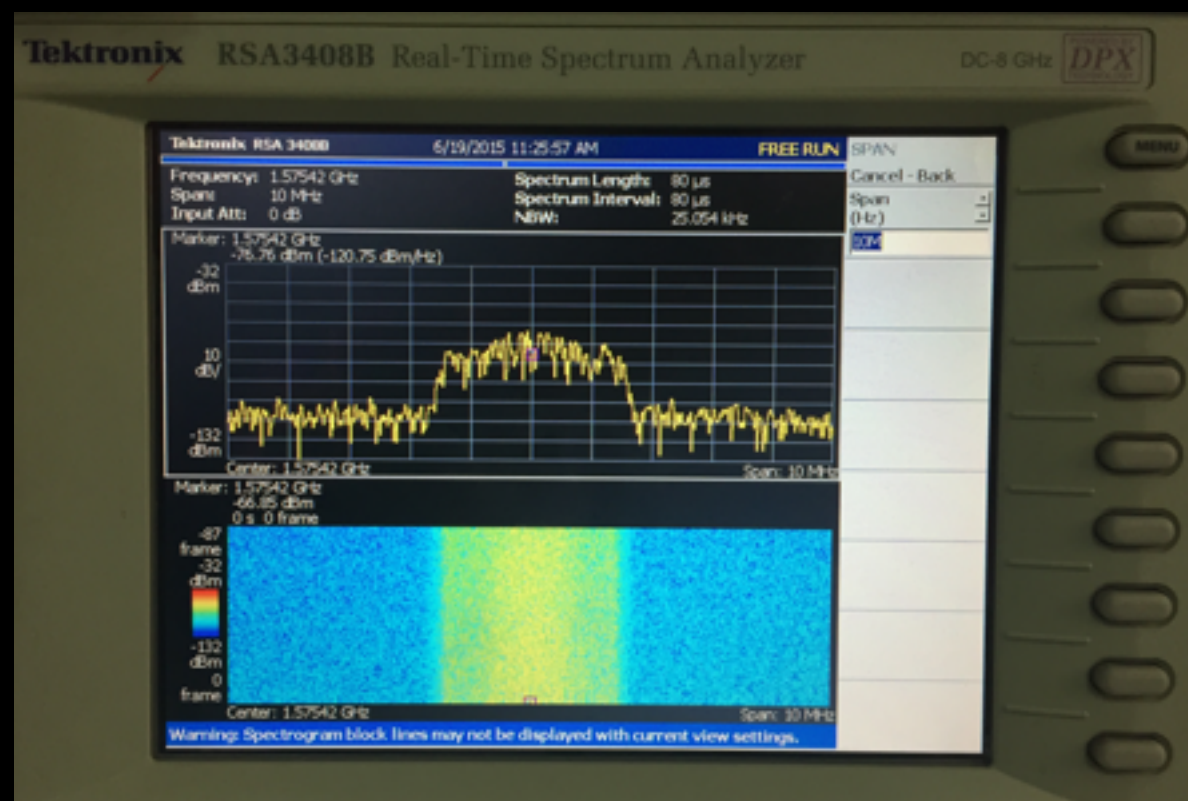 Tektronix RSA3408B Real-Time Spectrum Analyzer DC-8 GHz DPX
MENU
Tektronix RSA 3408B 6/19/2015 11:25:57 AM FREE RUN
SPAN
Cancel - Back
Span
(Hz)
10M
Frequency: 1.57542 GHz
Span: 10 MHz
Input Att: 0 dB
Spectrum Length: 80 µs
Spectrum Interval: 80 µs
NBW: 25.054 kHz
Marker: 1.57542 GHz
-76.76 dBm (-120.75 dBm/Hz)
-32
dBm
10
dB/
-132
dBm
Center: 1.57542 GHz Span: 10 MHz
Marker: 1.57542 GHz
-66.85 dBm
0 s 0 frame
-87
frame
-32
dBm
-132
dBm
0
frame
Center: 1.57542 GHz Span: 10 MHz
Warning: Spectrogram block lines may not be displayed with current view settings.